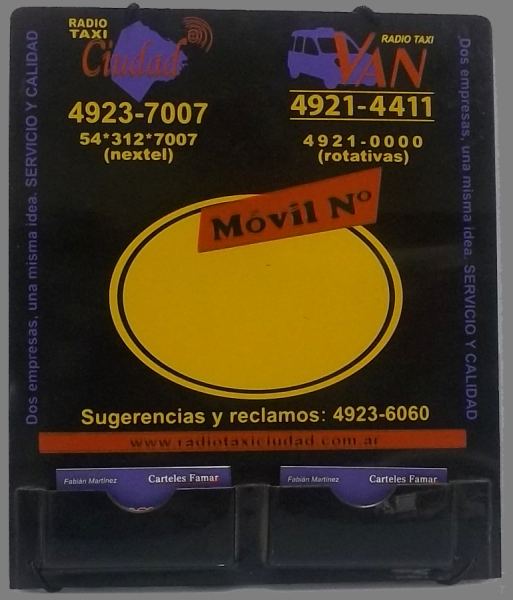 RADIO
TAXI
Ciudad
4923-7007
54*312*7007
(nextel)
RADIO TAXI
VAN
4921-4411
4921-0000
(rotativas)
Dos empresas, una misma idea. SERVICIO Y CALIDAD
Dos empresas, una misma idea. SERVICIO Y CALIDAD
Móvil Nº
Sugerencias y reclamos: 4923-6060
www.radiotaxiciudad.com.ar
Fabián Martínez Carteles Famar
Fabián Martínez Carteles Famar